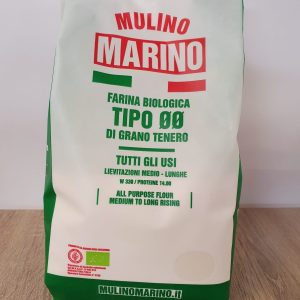 MULINO
MARINO
FARINA BIOLOGICA
TIPO 00
DI GRANO TENERO
TUTTI GLI USI
LIEVITAZIONI MEDIO - LUNGHE
W 330 / PROTEINE 14.00
ALL PURPOSE FLOUR
MEDIUM TO LONG RISING
MULINOMARINO.it